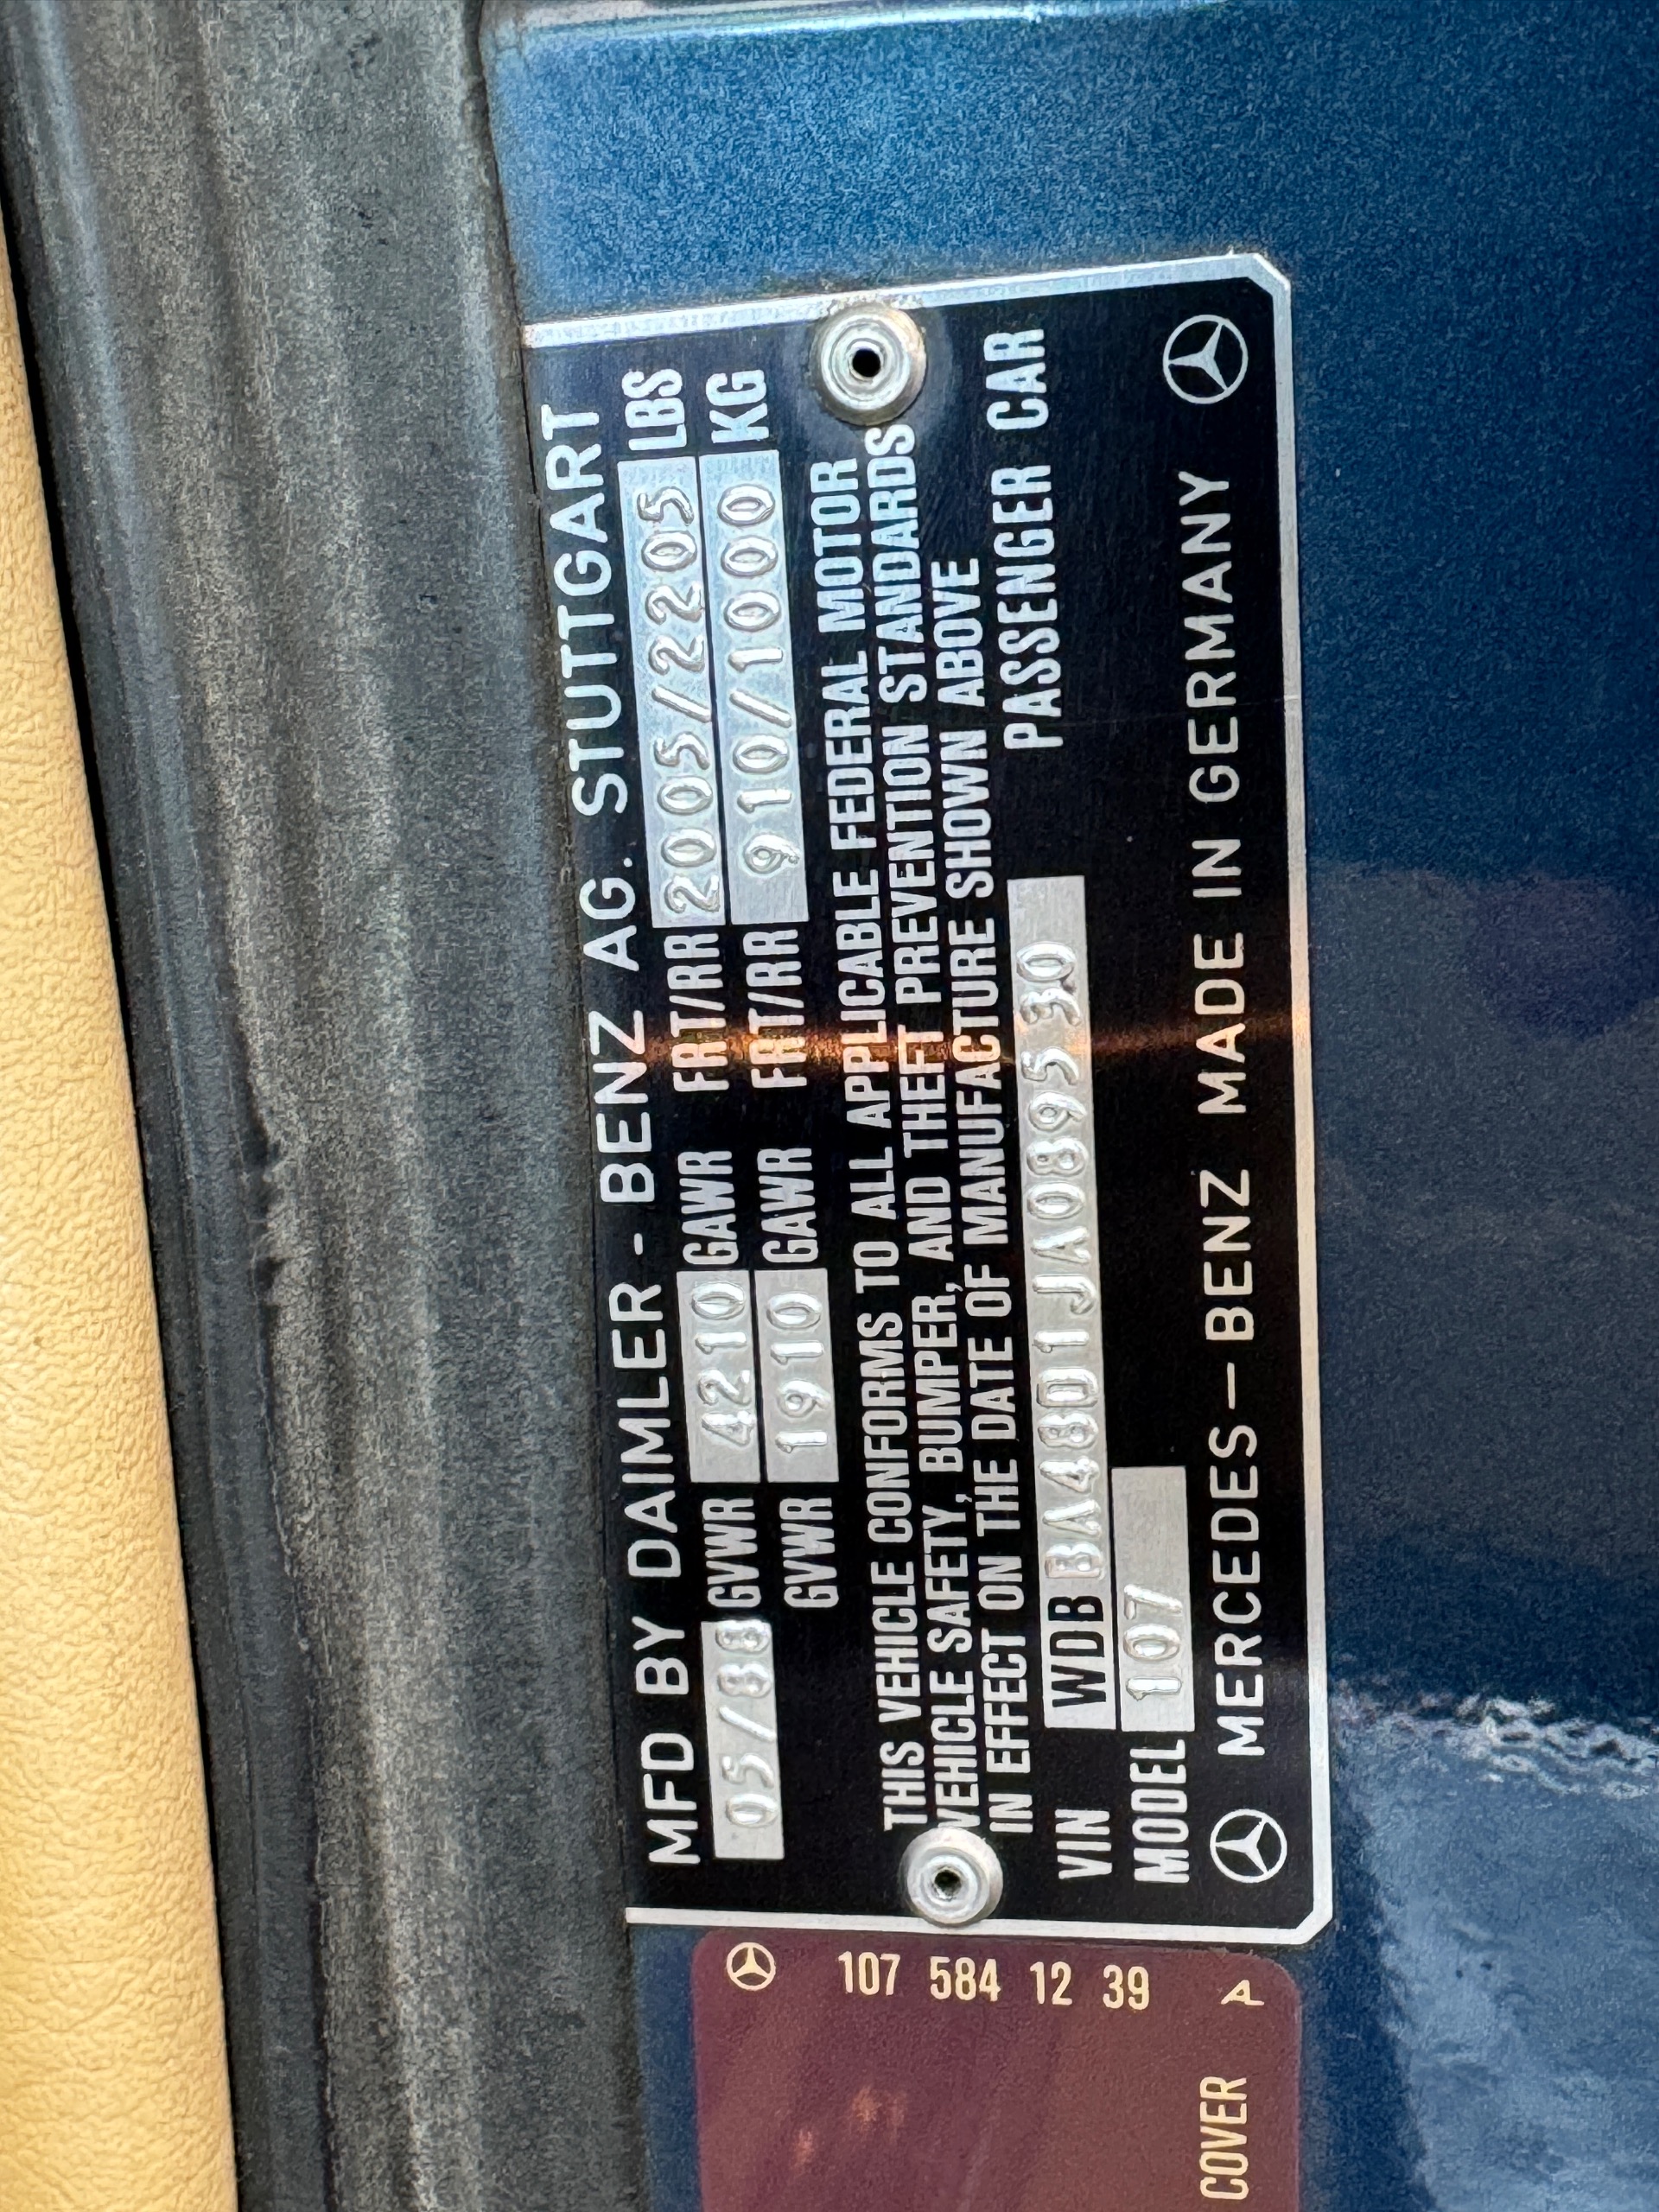 MFD BY DAIMLER - BENZ AG. STUTTGART
05/88 GVWR 4210 GAWR FRT/RR 2005/2205 LBS
GVWR 1910 GAWR FRT/RR 910/1000 KG
THIS VEHICLE CONFORMS TO ALL APPLICABLE FEDERAL MOTOR
VEHICLE SAFETY, BUMPER, AND THEFT PREVENTION STANDARDS
IN EFFECT ON THE DATE OF MANUFACTURE SHOWN ABOVE
VIN WDB BA48D1JA089530 PASSENGER CAR
MODEL 107
MERCEDES-BENZ MADE IN GERMANY
107 584 12 39 A
COVER